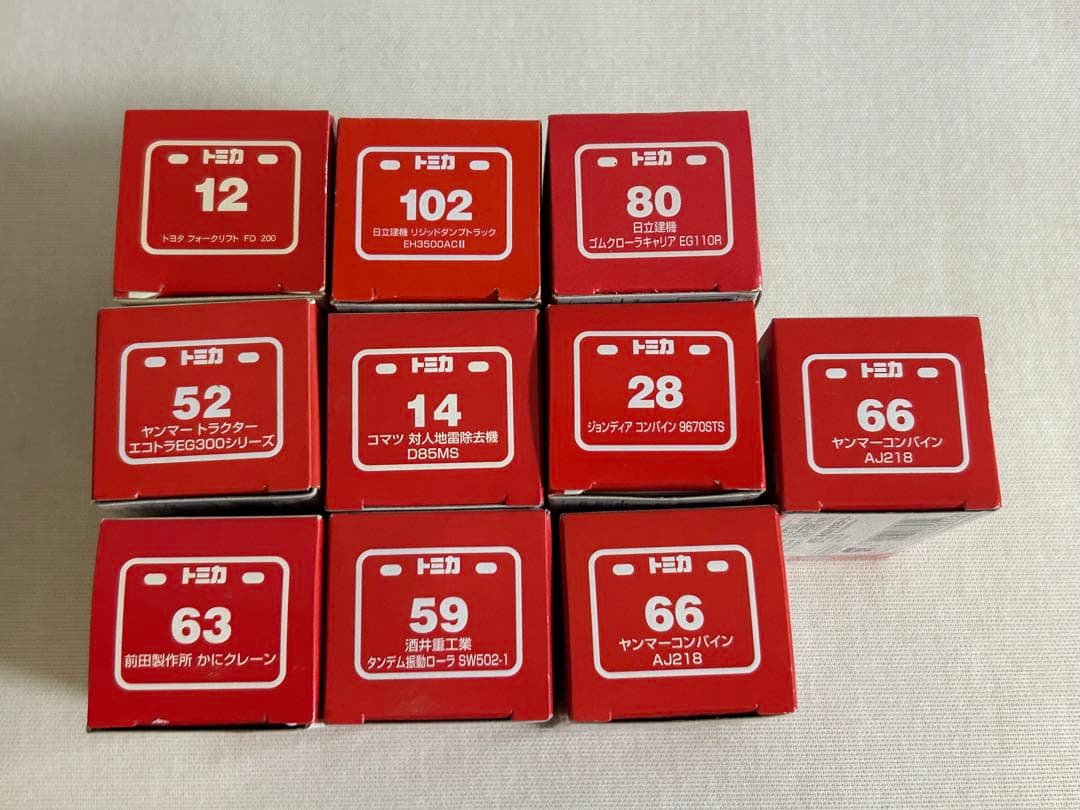 トミカ
12
トヨタ フォークリフト FD 200
トミカ
102
日立建機 リジッドダンプトラック
EH3500ACⅡ
トミカ
80
日立建機
ゴムクローラキャリア EG110R
トミカ
52
ヤンマー トラクター
エコトラEG300シリーズ
トミカ
14
コマツ 対人地雷除去機
D85MS
トミカ
28
ジョンディア コンバイン 9670STS
トミカ
66
ヤンマーコンバイン
AJ218
トミカ
63
前田製作所 かにクレーン
トミカ
59
酒井重工業
タンデム振動ローラ SW502-1
トミカ
66
ヤンマーコンバイン
AJ218